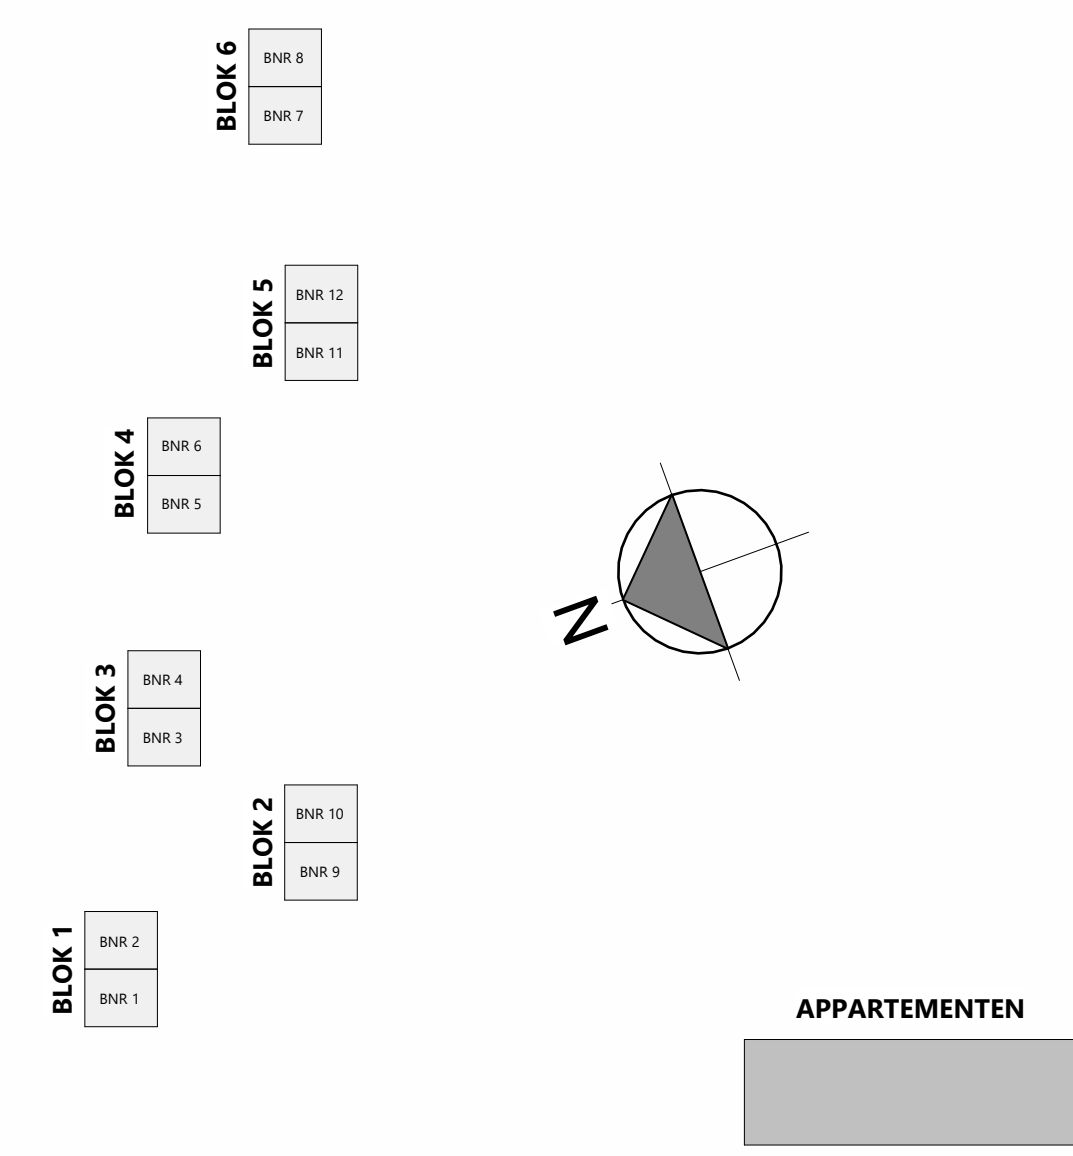 BLOK 6
BNR 8
BNR 7
BLOK 5
BNR 12
BNR 11
BLOK 4
BNR 6
BNR 5
N
BLOK 3
BNR 4
BNR 3
BLOK 2
BNR 10
BNR 9
BLOK 1
BNR 2
BNR 1
APPARTEMENTEN